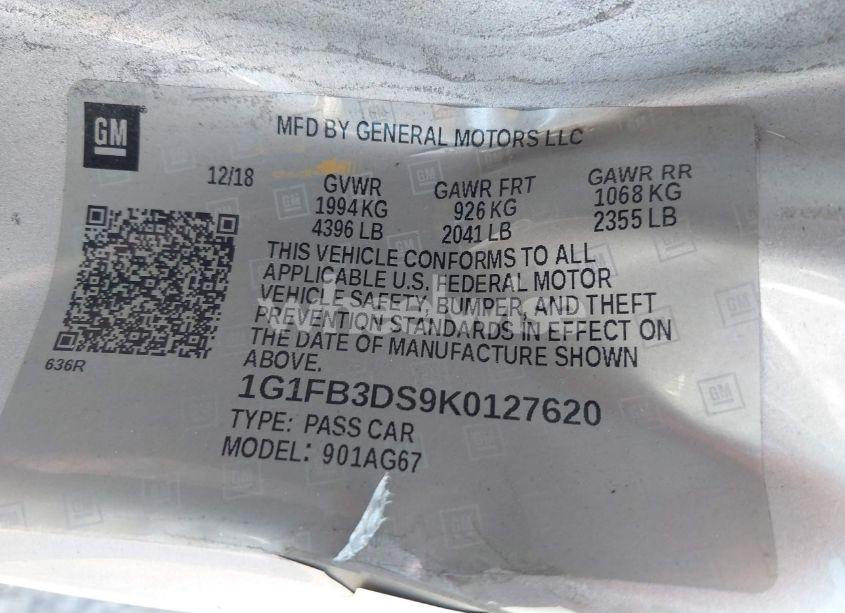 GM
MFD BY GENERAL MOTORS LLC
12/18
GVWR
1994 KG
4396 LB
GAWR FRT
926 KG
2041 LB
GAWR RR
1068 KG
2355 LB
THIS VEHICLE CONFORMS TO ALL
APPLICABLE U.S. FEDERAL MOTOR
VEHICLE SAFETY, BUMPER, AND THEFT
PREVENTION STANDARDS IN EFFECT ON
THE DATE OF MANUFACTURE SHOWN
ABOVE.
636R
1G1FB3DS9K0127620
TYPE: PASS CAR
MODEL: 901AG67